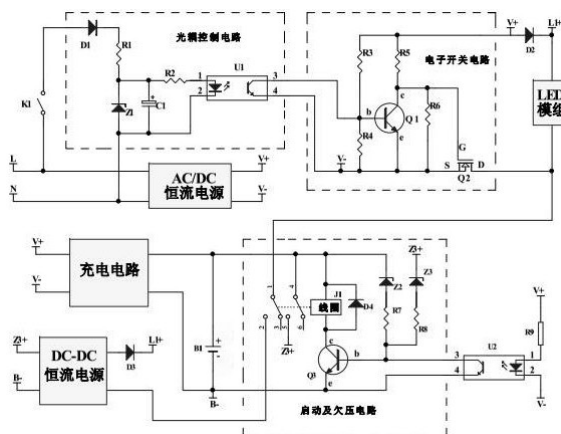 光耦控制电路
D1
R1
K1
Z1
C1
+
R2
U1
1
2
3
4
L
N
AC/DC
恒流电源
V+
V-
电子开关电路
R3
R5
R6
R4
b
c
e
Q1
G
S
D
Q2
V-
V+
D2
L1+
LED
模组
V+
V-
充电电路
Z1+
B-
DC-DC
恒流电源
D3
L1+
B1
+
-
B-
1
4
2
3
5
6
Z3+
J1
线圈
D4
c
b
e
Q3
Z3+
Z2
Z3
R7
R8
启动及欠压电路
U2
3
4
1
2
V+
R9
V-